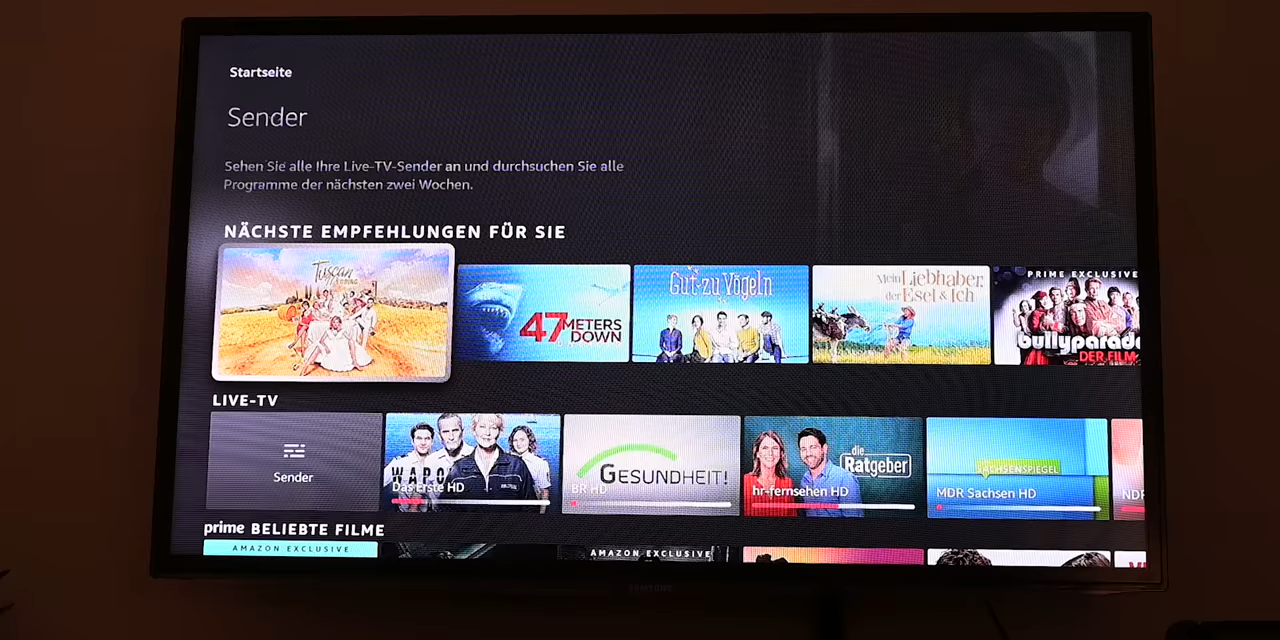 Startseite
Sender
Sehen Sie alle Ihre Live-TV-Sender an und durchsuchen Sie alle
Programme der nächsten zwei Wochen.
NÄCHSTE EMPFEHLUNGEN FÜR SIE
Tuscan
47 METERS
DOWN
Gut zu Vögeln
Mein Liebhaber,
der Esel & Ich
PRIME EXCLUSIVE
bullyparade
DER FILM
LIVE-TV
Sender
WAPO
Das Erste HD
GESUNDHEIT!
BR HD
die
Ratgeber
hr-fernsehen HD
SACHSENSPIEGEL
MDR Sachsen HD
NDR
prime BELIEBTE FILME
AMAZON EXCLUSIVE
AMAZON EXCLUSIVE
SAMSUNG